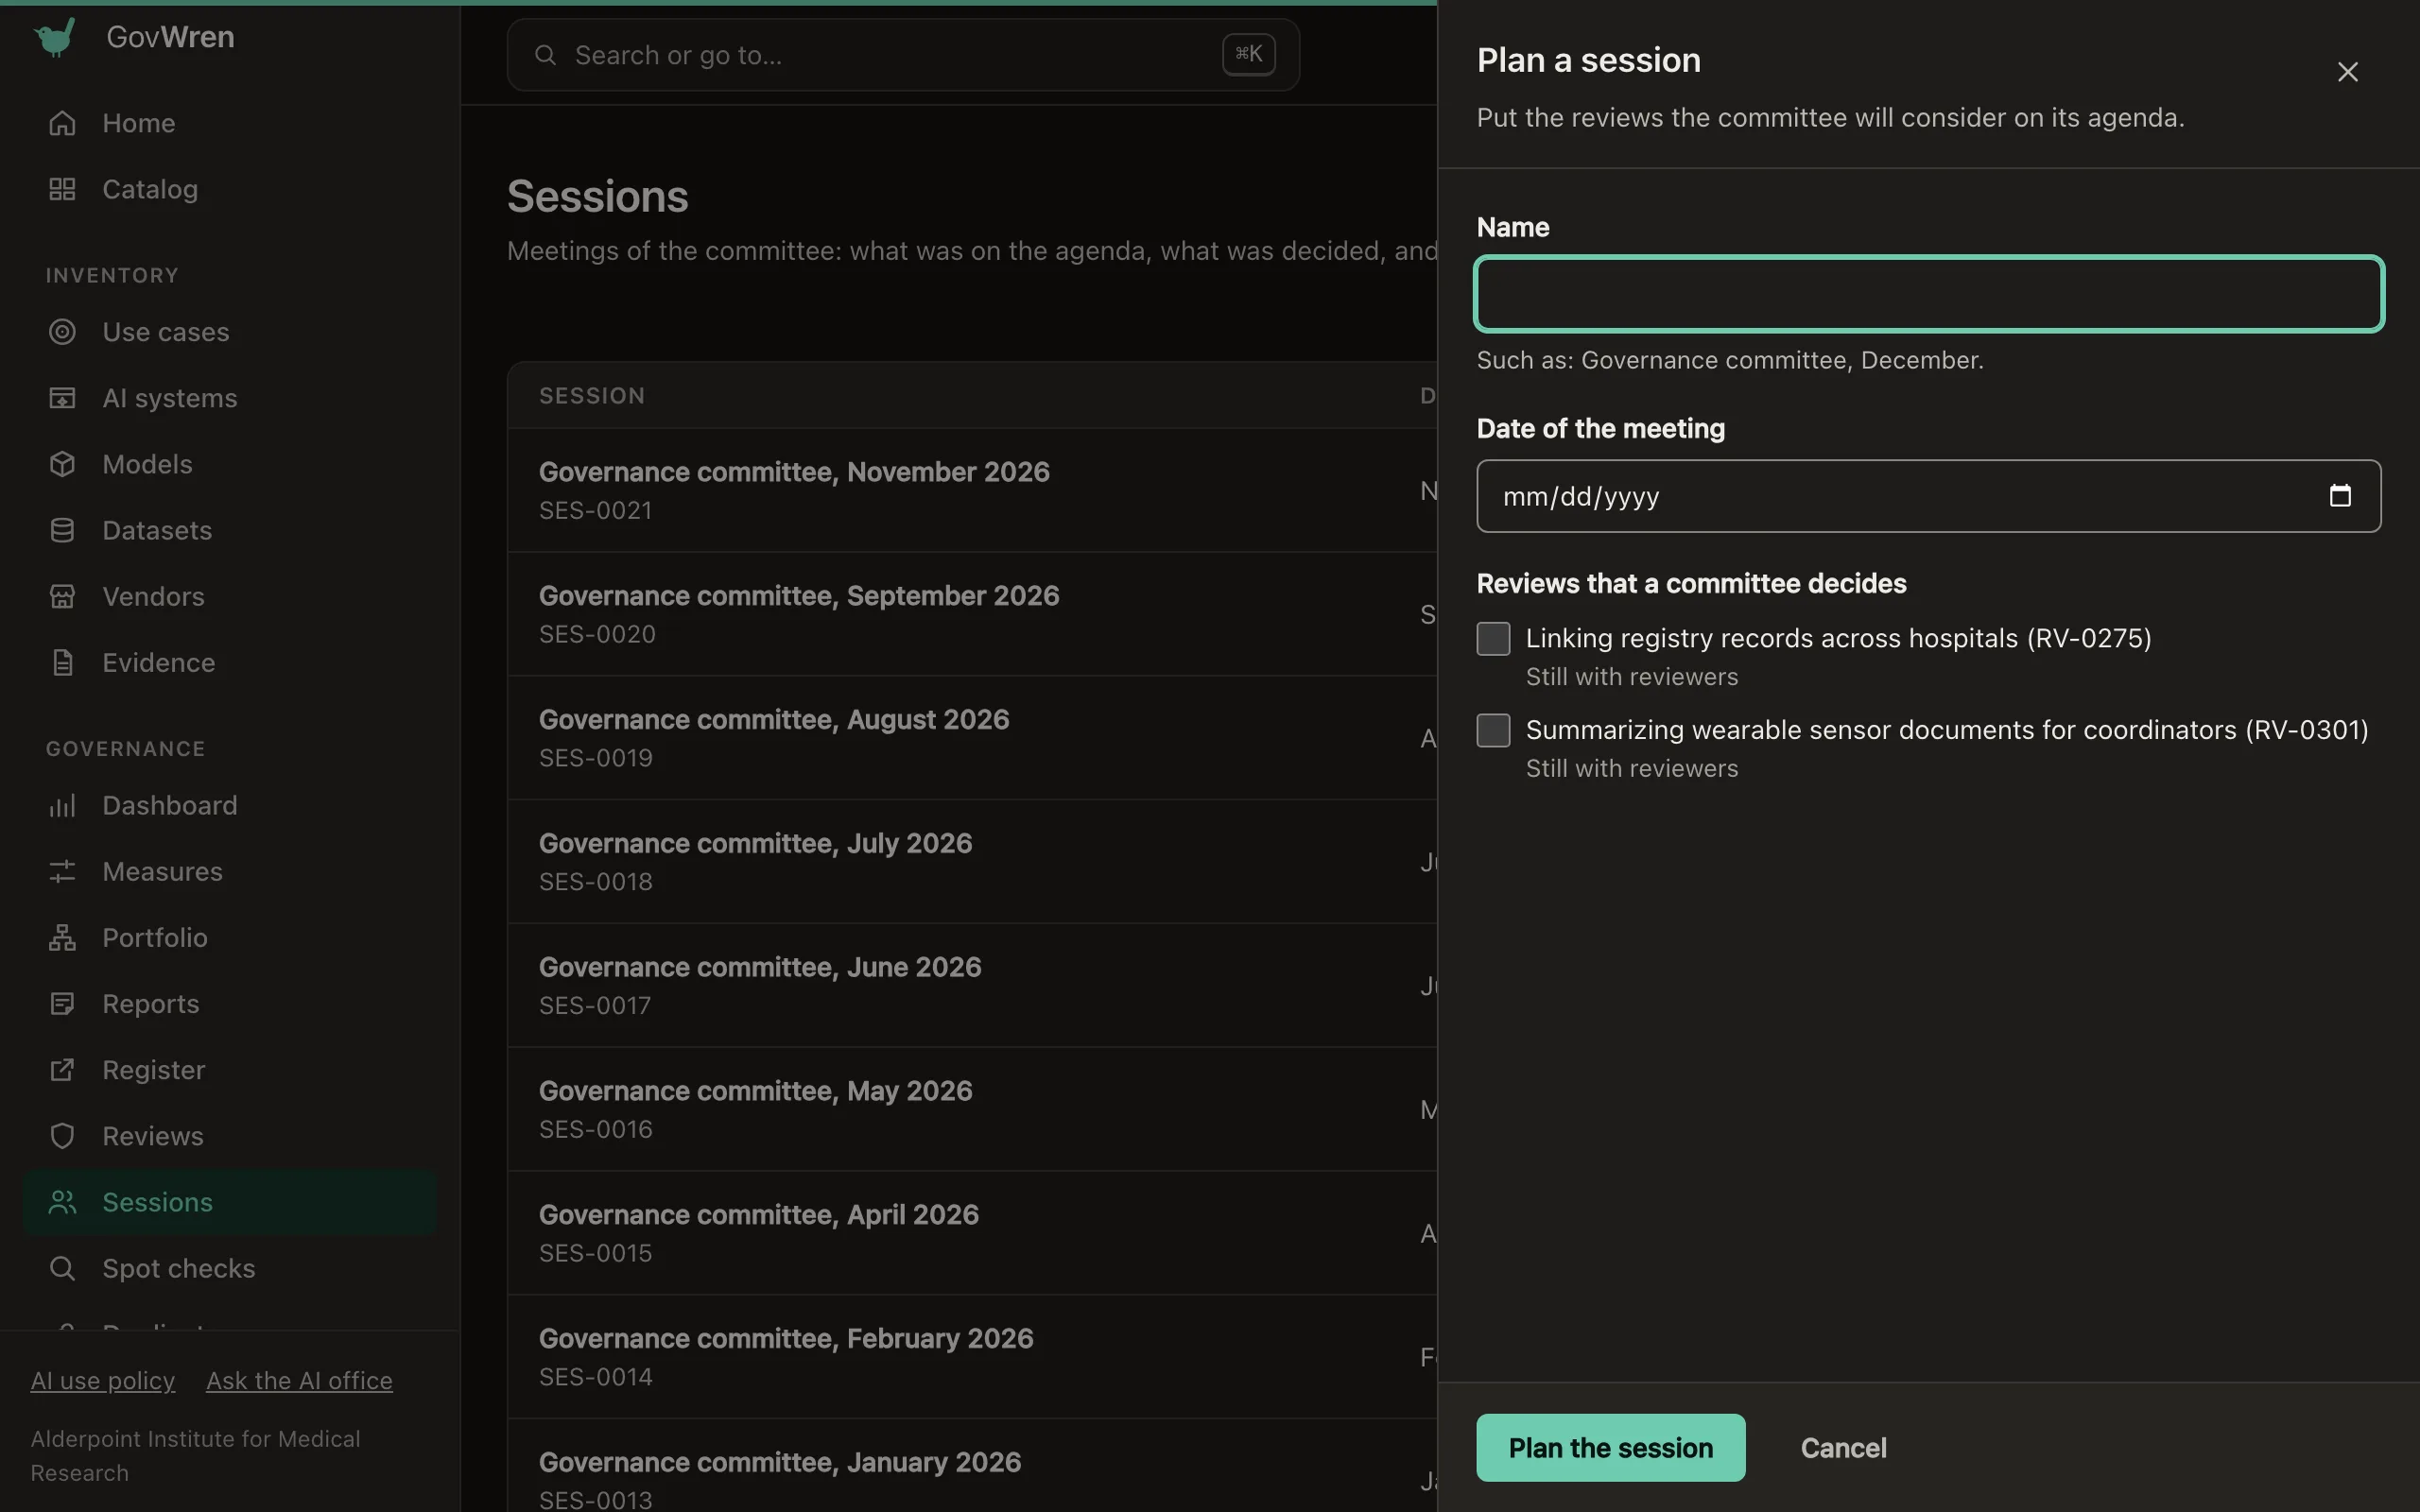 GovWren
Home
Catalog
INVENTORY
Use cases
AI systems
Models
Datasets
Vendors
Evidence
GOVERNANCE
Dashboard
Measures
Portfolio
Reports
Register
Reviews
Sessions
Spot checks
AI use policy
Ask the AI office
Alderpoint Institute for Medical
Research
Search or go to...
⌘K
Sessions
Meetings of the committee: what was on the agenda, what was decided, and
SESSION
Governance committee, November 2026
SES-0021
Governance committee, September 2026
SES-0020
Governance committee, August 2026
SES-0019
Governance committee, July 2026
SES-0018
Governance committee, June 2026
SES-0017
Governance committee, May 2026
SES-0016
Governance committee, April 2026
SES-0015
Governance committee, February 2026
SES-0014
Governance committee, January 2026
SES-0013
Plan a session
Put the reviews the committee will consider on its agenda.
Name
Such as: Governance committee, December.
Date of the meeting
mm/dd/yyyy
Reviews that a committee decides
Linking registry records across hospitals (RV-0275)
Still with reviewers
Summarizing wearable sensor documents for coordinators (RV-0301)
Still with reviewers
Plan the session
Cancel